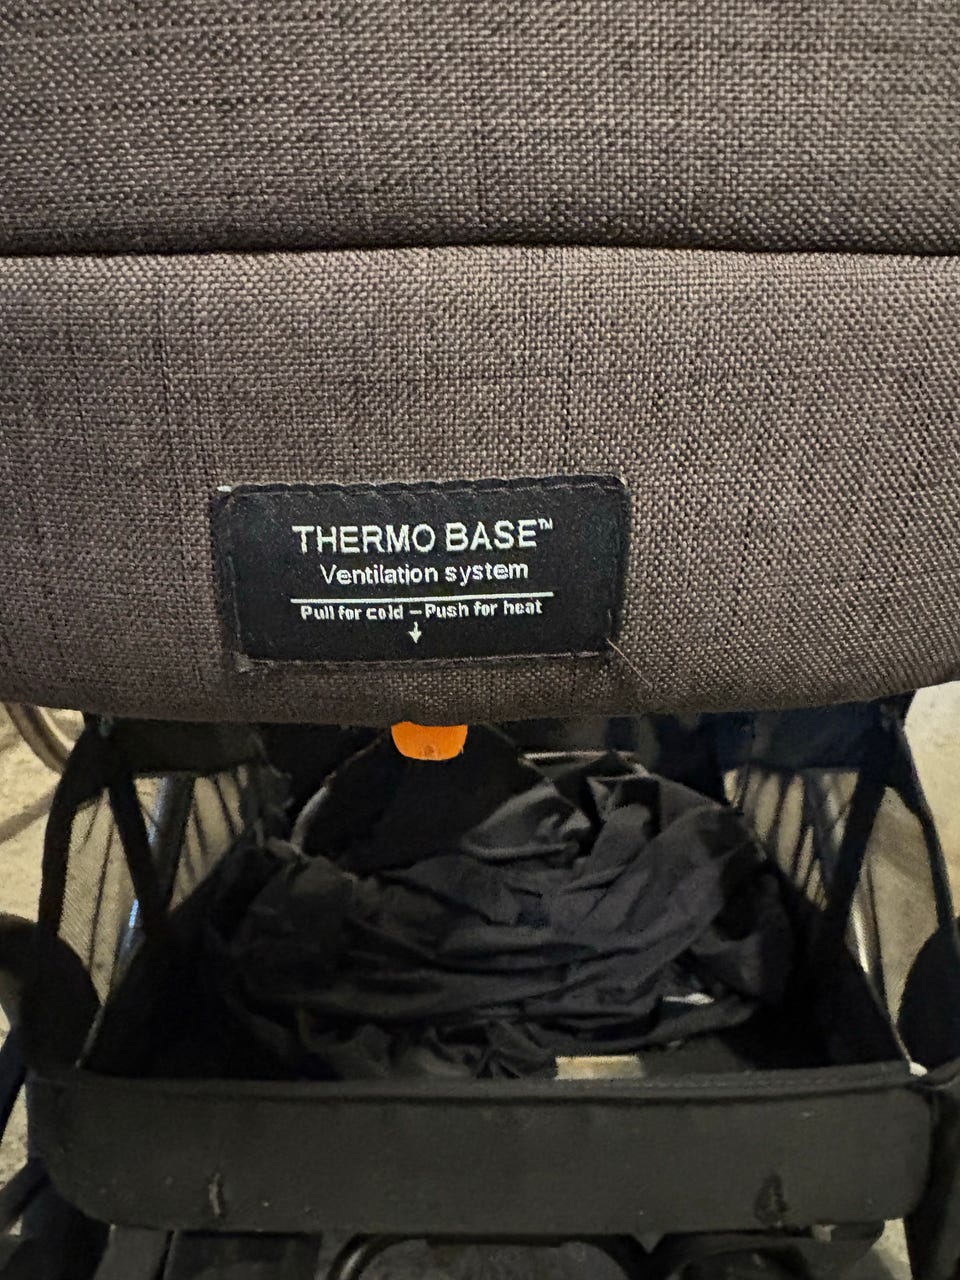 THERMO BASE™
Ventilation system
Pull for cold – Push for heat